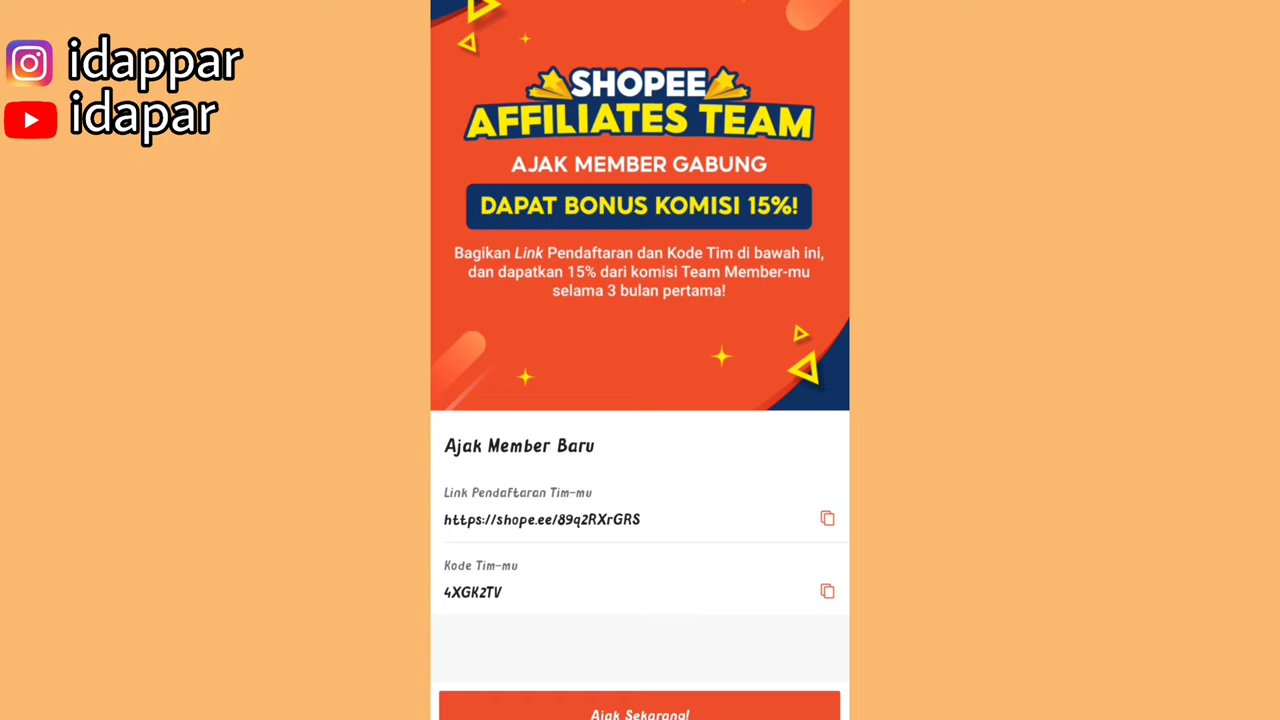 idappar
idapar
SHOPEE
AFFILIATES TEAM
AJAK MEMBER GABUNG
DAPAT BONUS KOMISI 15%!
Bagikan Link Pendaftaran dan Kode Tim di bawah ini,
dan dapatkan 15% dari komisi Team Member-mu
selama 3 bulan pertama!
Ajak Member Baru
Link Pendaftaran Tim-mu
https://shope.ee/89q2RXrGRS
Kode Tim-mu
4XGK2TV
Ajak Sekarang!